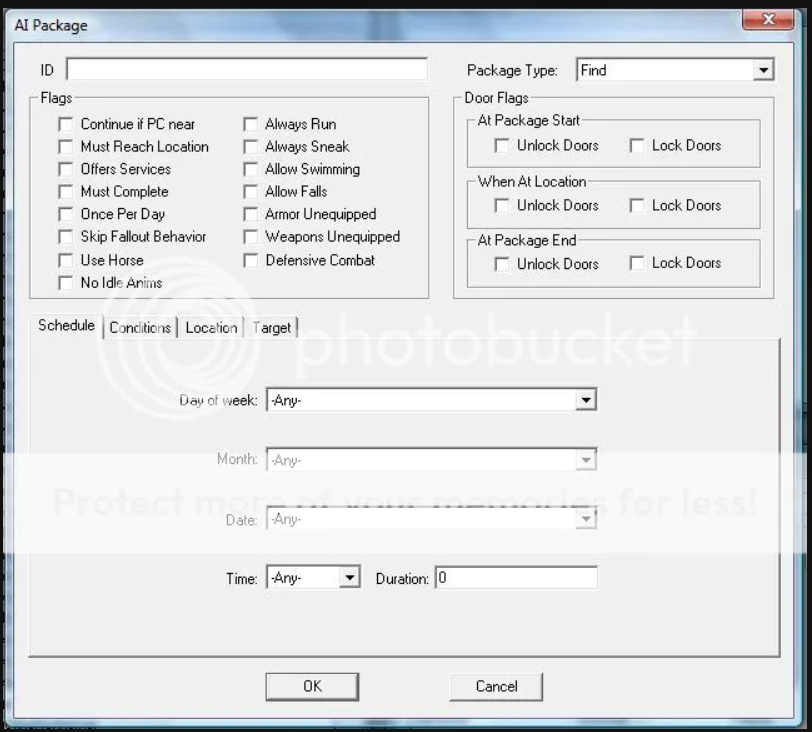 AI Package
ID
Package Type: Find
Flags
Continue if PC near
Always Run
Must Reach Location
Always Sneak
Offers Services
Allow Swimming
Must Complete
Allow Falls
Once Per Day
Armor Unequipped
Skip Fallout Behavior
Weapons Unequipped
Use Horse
Defensive Combat
No Idle Anims
Door Flags
At Package Start
Unlock Doors Lock Doors
When At Location
Unlock Doors Lock Doors
At Package End
Unlock Doors Lock Doors
Schedule Conditions Location Target
photobucket
Day of week: -Any-
Month: -Any-
Protect more of your memories for less!
Date: -Any-
Time: -Any- Duration: 0
OK Cancel